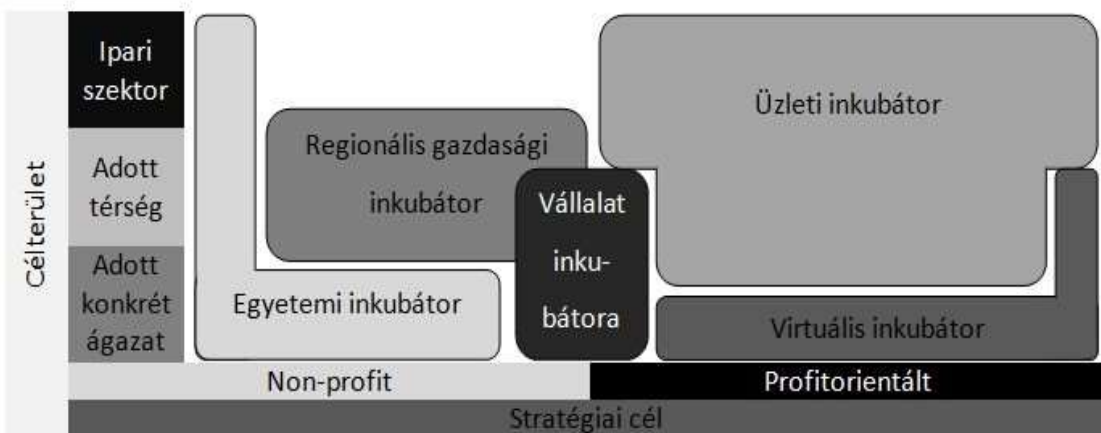 Célterület
Ipari
szektor
Adott
térség
Adott
konkrét
ágazat
Egyetemi inkubátor
Regionális gazdasági
inkubátor
Vállalat
inku-
bátora
Üzleti inkubátor
Virtuális inkubátor
Non-profit
Profitorientált
Stratégiai cél